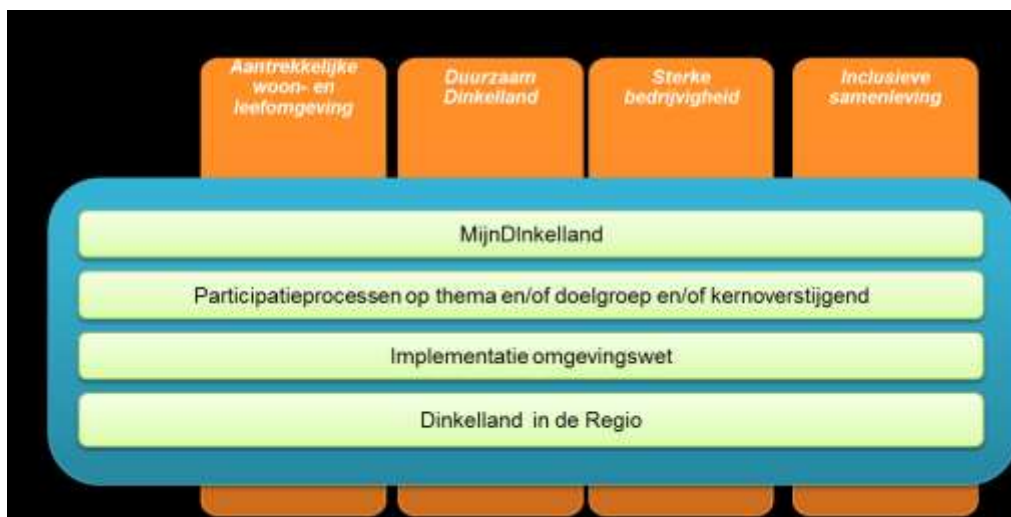 Aantrekkelijke
woon- en
leefomgeving
Duurzaam
Dinkelland
Sterke
bedrijvigheid
Inclusieve
samenleving
MijnDInkelland
Participatieprocessen op thema en/of doelgroep en/of kernoverstijgend
Implementatie omgevingswet
Dinkelland in de Regio